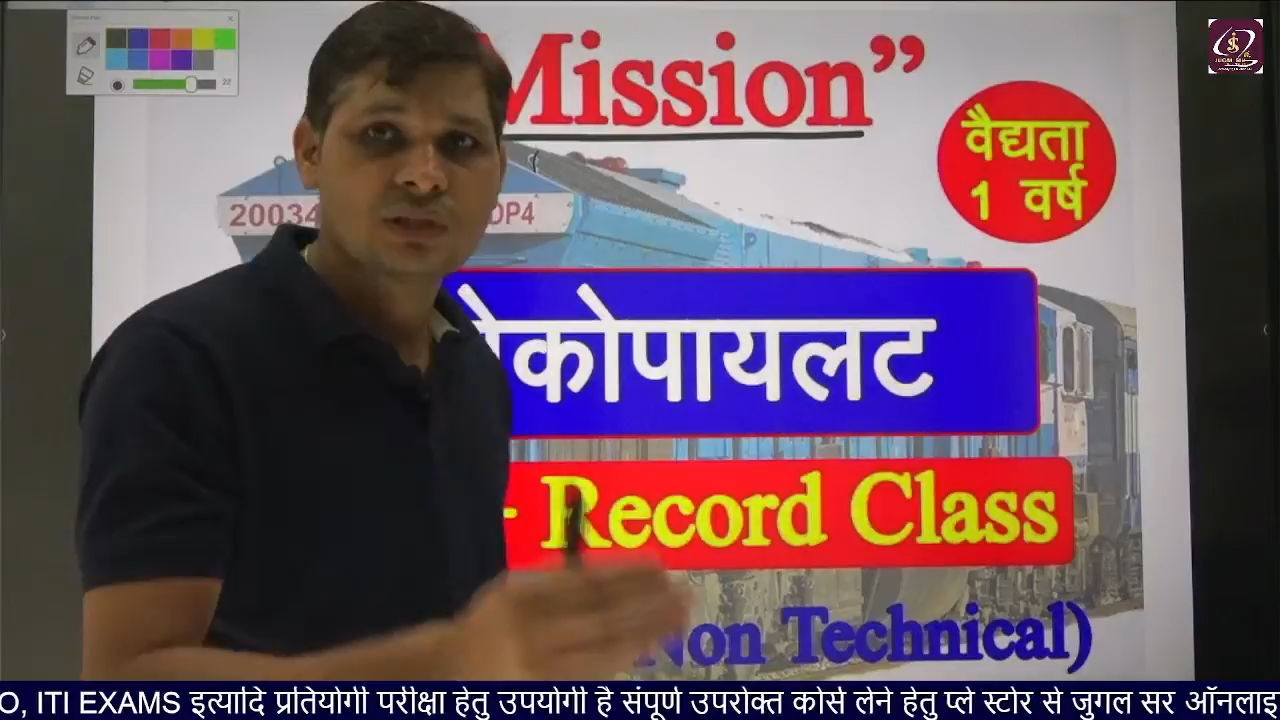 Mission”
वैद्यता
1 वर्ष
20034
DP4
ोकोपायलट
- Record Class
Non Technical)
22
O, ITI EXAMS इत्यादि प्रतियोगी परीक्षा हेतु उपयोगी है संपूर्ण उपरोक्त कोर्स लेने हेतु प्ले स्टोर से जुगल सर ऑनलाइ